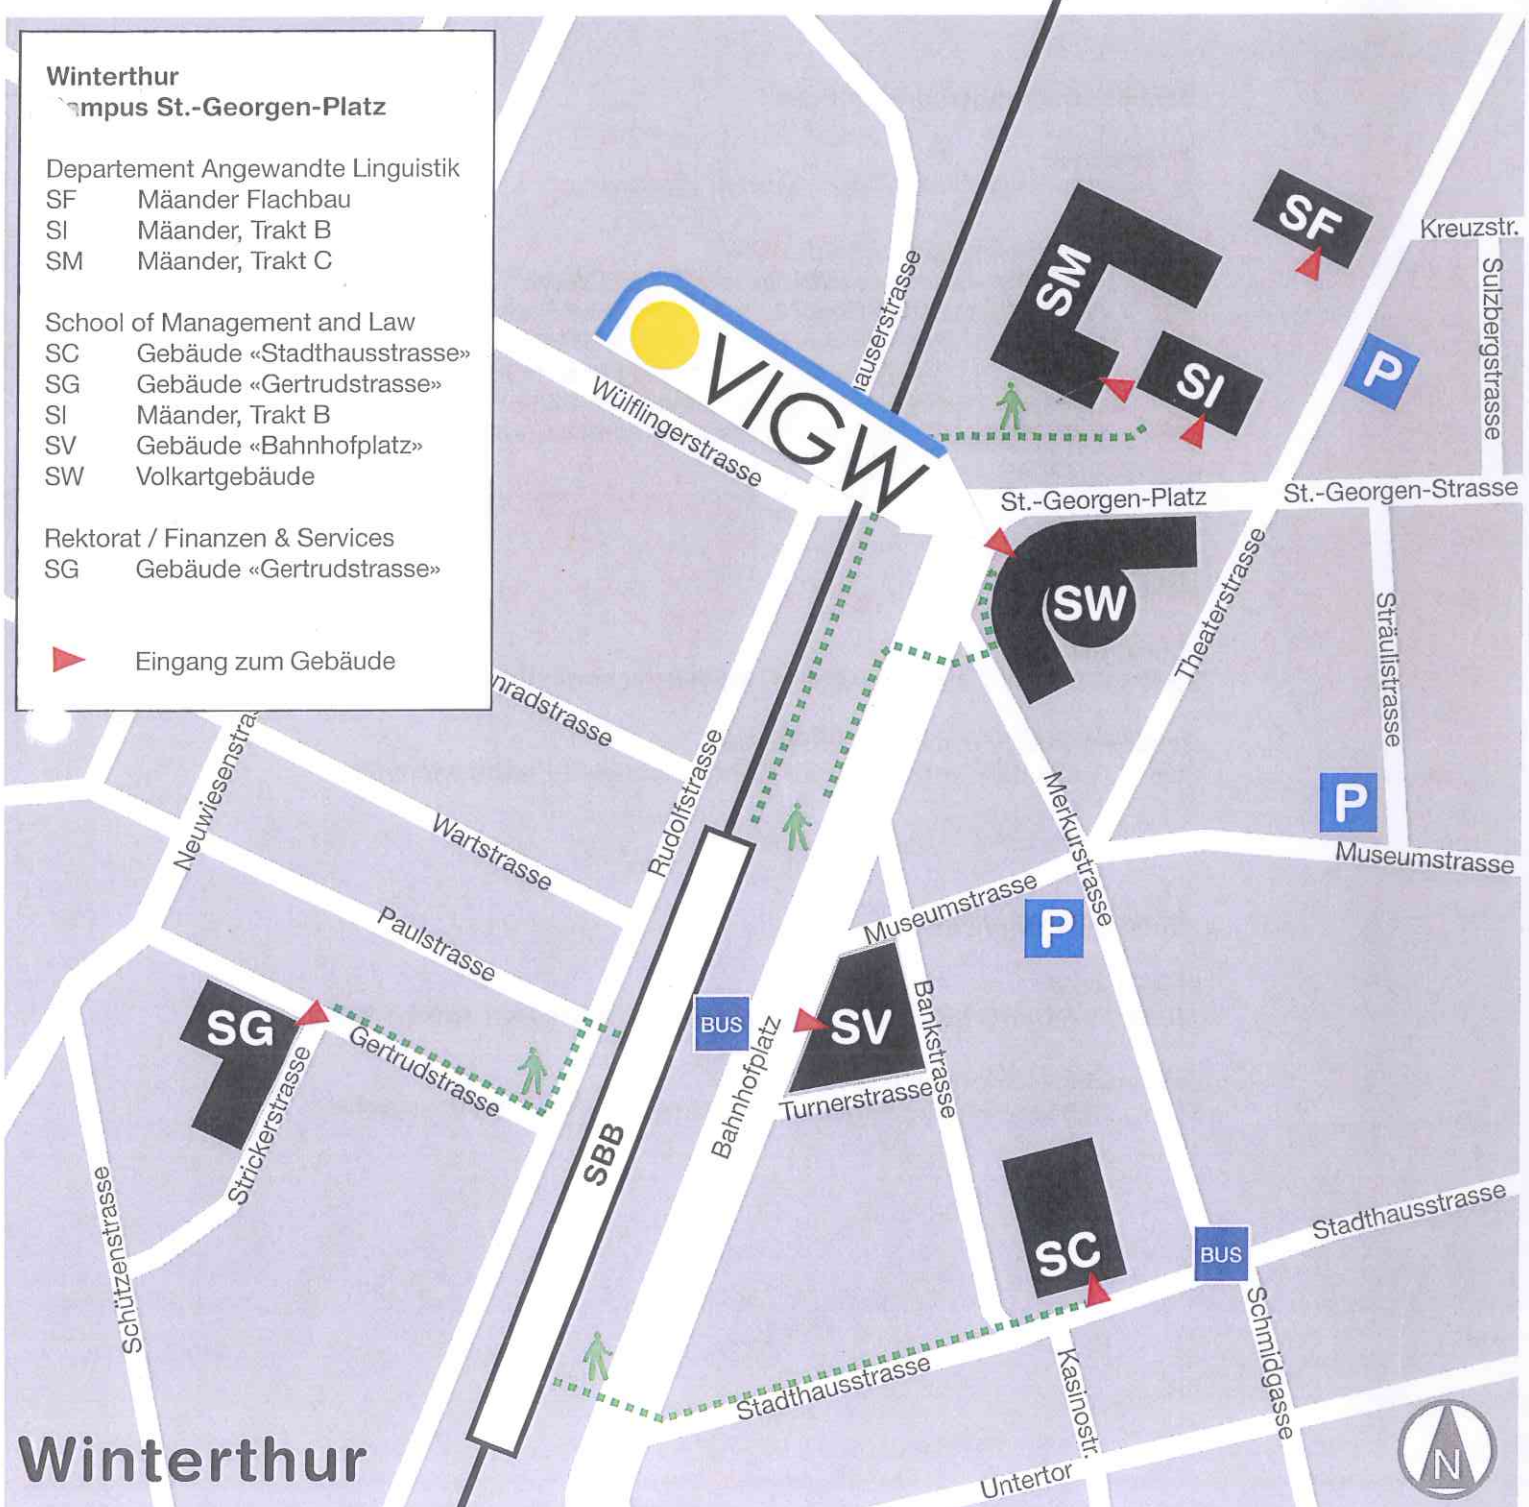 Winterthur
Campus St.-Georgen-Platz
Departement Angewandte Linguistik
SF Mäander Flachbau
SI Mäander, Trakt B
SM Mäander, Trakt C
School of Management and Law
SC Gebäude «Stadthausstrasse»
SG Gebäude «Gertrudstrasse»
SI Mäander, Trakt B
SV Gebäude «Bahnhofplatz»
SW Volkartgebäude
Rektorat / Finanzen & Services
SG Gebäude «Gertrudstrasse»
Eingang zum Gebäude
SF
Kreuzstr.
SM
Sulzbergstrasse
hauserstrasse
P
SI
VIGW
Wülflingerstrasse
St.-Georgen-Platz
St.-Georgen-Strasse
SW
Theaterstrasse
Sträulistrasse
nradstrasse
Neuwiesenstras
Rudolfstrasse
Merkurstrasse
P
Wartstrasse
Museumstrasse
Museumstrasse
P
Paulstrasse
SG
BUS
SV
Bankstrasse
Gertrudstrasse
Bahnhofplatz
Turnerstrasse
Strickerstrasse
SBB
Schützenstrasse
SC
BUS
Stadthausstrasse
Stadthausstrasse
Kasinostr.
Schmidgasse
Untertor
Winterthur
N